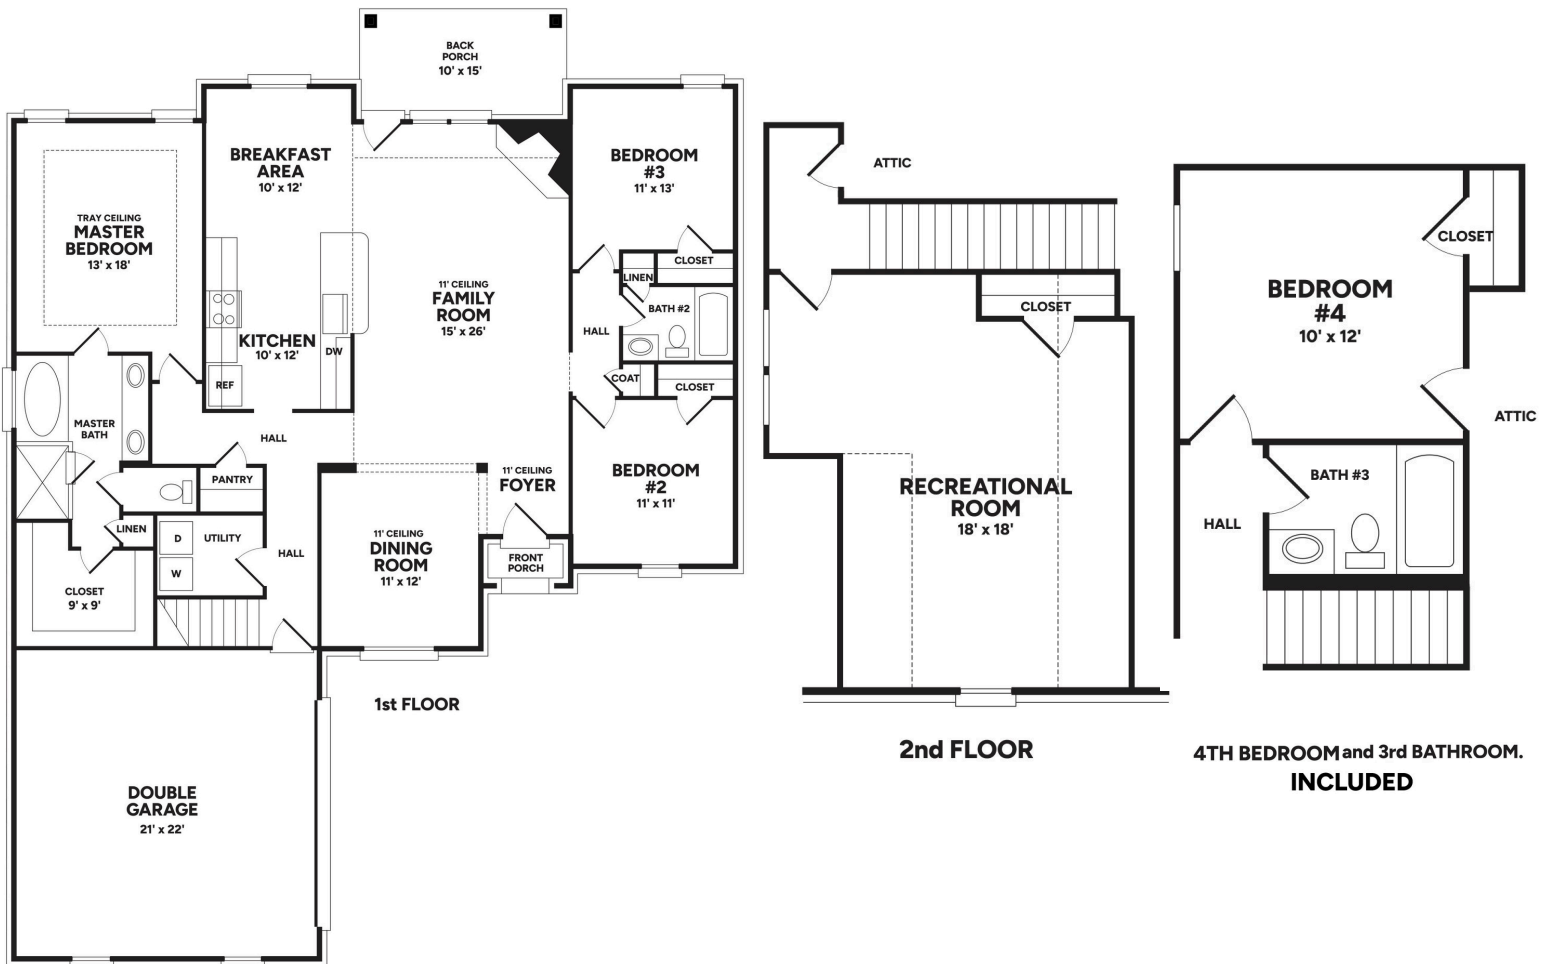 BACK
PORCH
10' x 15'
BREAKFAST
AREA
10' x 12'
BEDROOM
#3
11' x 13'
TRAY CEILING
MASTER
BEDROOM
13' x 18'
11' CEILING
FAMILY
ROOM
15' x 26'
CLOSET
LINEN
BATH #2
HALL
KITCHEN
10' x 12'
DW
REF
COAT
CLOSET
MASTER
BATH
HALL
PANTRY
11' CEILING
FOYER
BEDROOM
#2
11' x 11'
LINEN
D
UTILITY
W
HALL
11' CEILING
DINING
ROOM
11' x 12'
FRONT
PORCH
CLOSET
9' x 9'
1st FLOOR
DOUBLE
GARAGE
21' x 22'
ATTIC
CLOSET
RECREATIONAL
ROOM
18' x 18'
2nd FLOOR
CLOSET
BEDROOM
#4
10' x 12'
ATTIC
BATH #3
HALL
4TH BEDROOM and 3rd BATHROOM.
INCLUDED